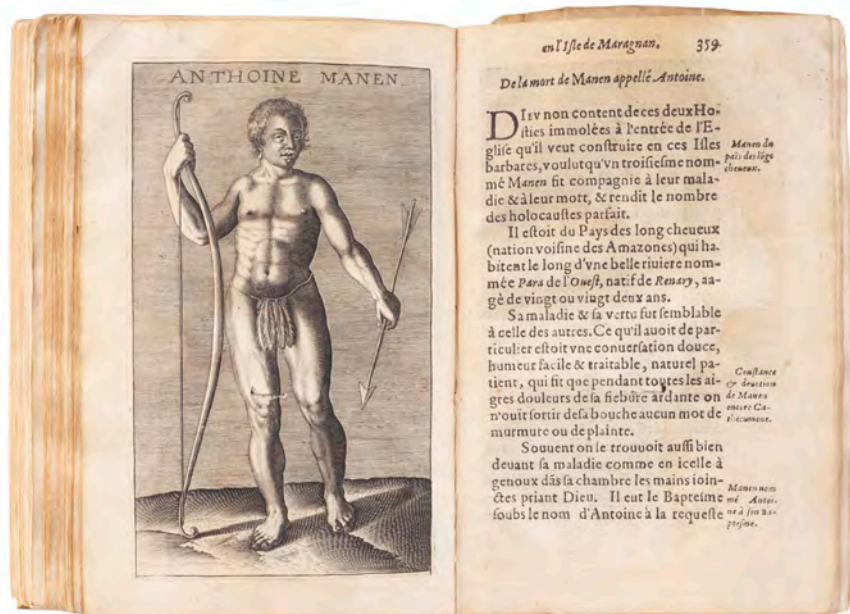 ANTHOINE MANEN
en l'Iſle de Maragnan. 359
De la mort de Manen appellé Antoine.
DIEV non content de ces deux Ho-
ſties immolées à l'entrée de l'E-
gliſe qu'il veut conſtruire en ces Iſles
barbares, voulut qu'vn troiſieſme nom-
mé Manen fit compagnie à leur mala-
die & à leur mort, & rendit le nombre
des holocauſtes parfait.
Il eſtoit du Pays des long cheueux
(nation voiſine des Amazones) qui ha-
bitent le long d'vne belle riuiere nom-
mée Para de l'Oueſt, natif de Renary, aa-
gé de vingt ou vingt deux ans.
Sa maladie & ſa vertu fut ſemblable
à celle des autres. Ce qu'il auoit de par-
ticulier eſtoit vne conuerſation douce,
humeur facile & traitable, naturel pa-
tient, qui fit que pendant toutes les ai-
gres douleurs de ſa fiebure ardante on
n'ouit ſortir de ſa bouche aucun mot de
murmure ou de plainte.
Souuent on le trouuoit auſſi bien
deuant ſa maladie comme en icelle à
genoux dãs ſa chambre les mains ioin-
ctes priant Dieu. Il eut le Bapteſme
ſoubs le nom d'Antoine à la requeſte
Manen du
païs des lõgs
cheueux.
Conſtance
& deuotion
de Manen
encore Ca-
thecumene.
Manen nom
mé Antoi-
ne à ſon ba-
pteſme.